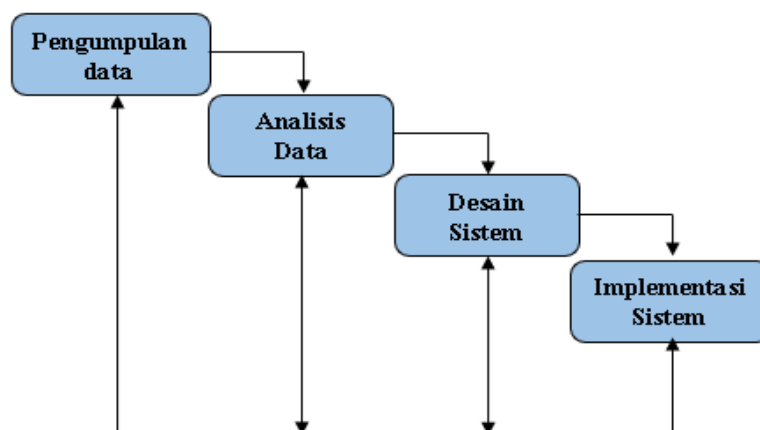 Pengumpulan
data
Analisis
Data
Desain
Sistem
Implementasi
Sistem